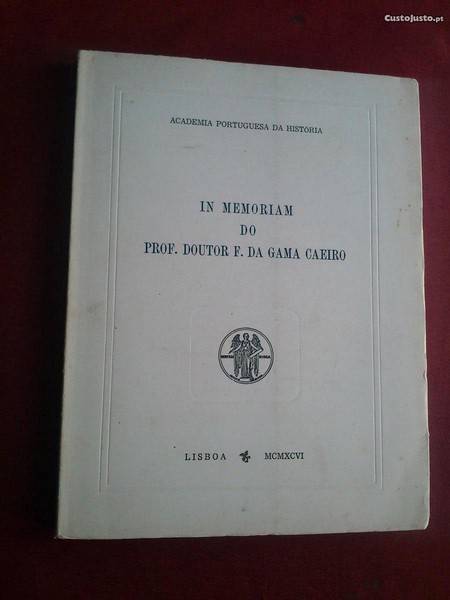 CustoJusto.pt
ACADEMIA PORTUGUESA DA HISTÓRIA
IN MEMORIAM
DO
PROF. DOUTOR F. DA GAMA CAEIRO
LISBOA MCMXCVI